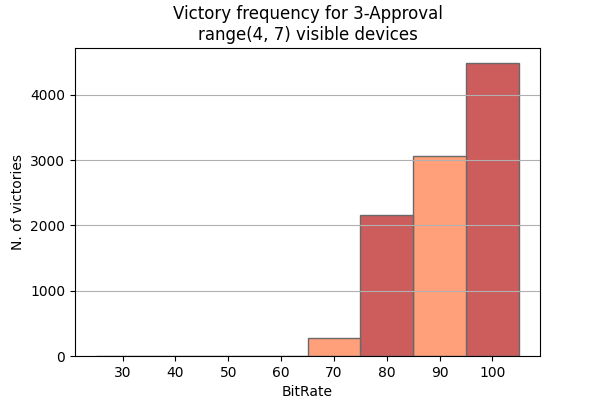 Victory frequency for 3-Approval
range(4, 7) visible devices
N. of victories
4000
3000
2000
1000
0
30 40 50 60 70 80 90 100
BitRate